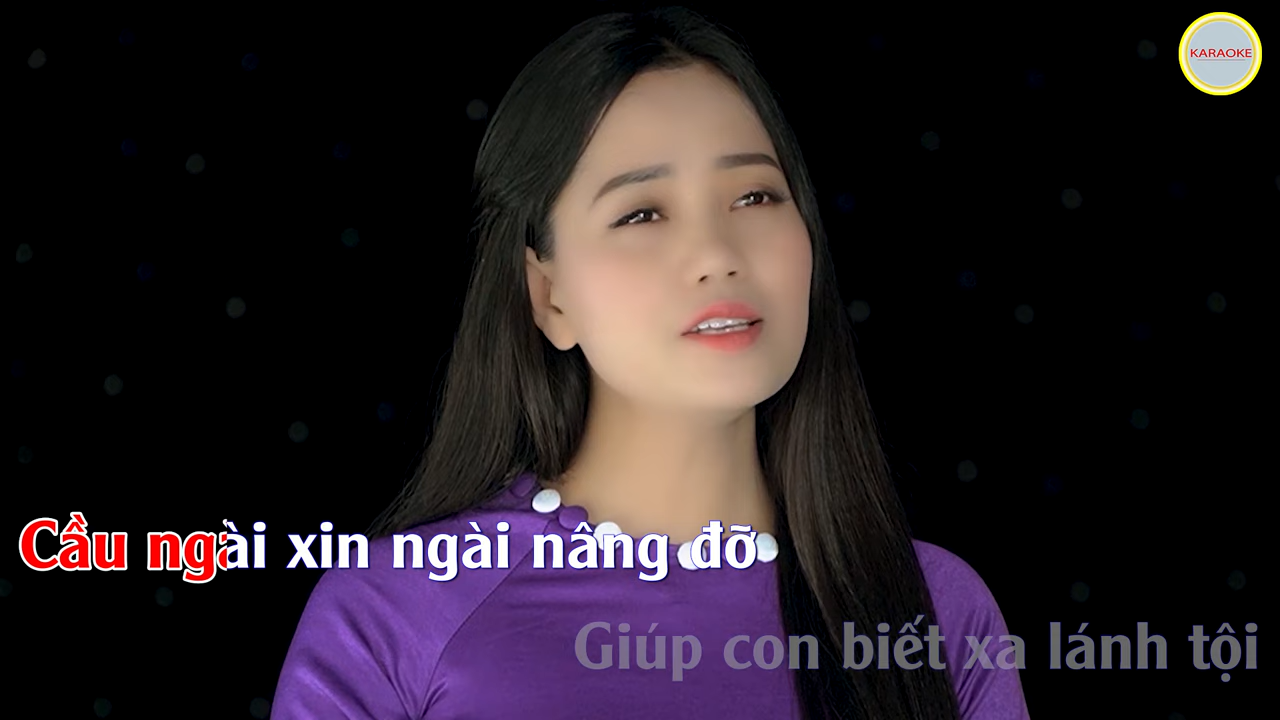 KARAOKE
Cầu ngài xin ngài nâng đỡ
Giúp con biết xa lánh tội